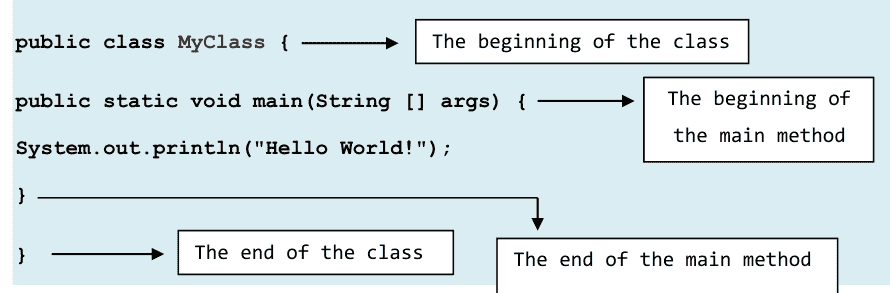 public class MyClass { The beginning of the class
public static void main(String [] args) { The beginning of
the main method
System.out.println("Hello World!");
}
} The end of the class
The end of the main method